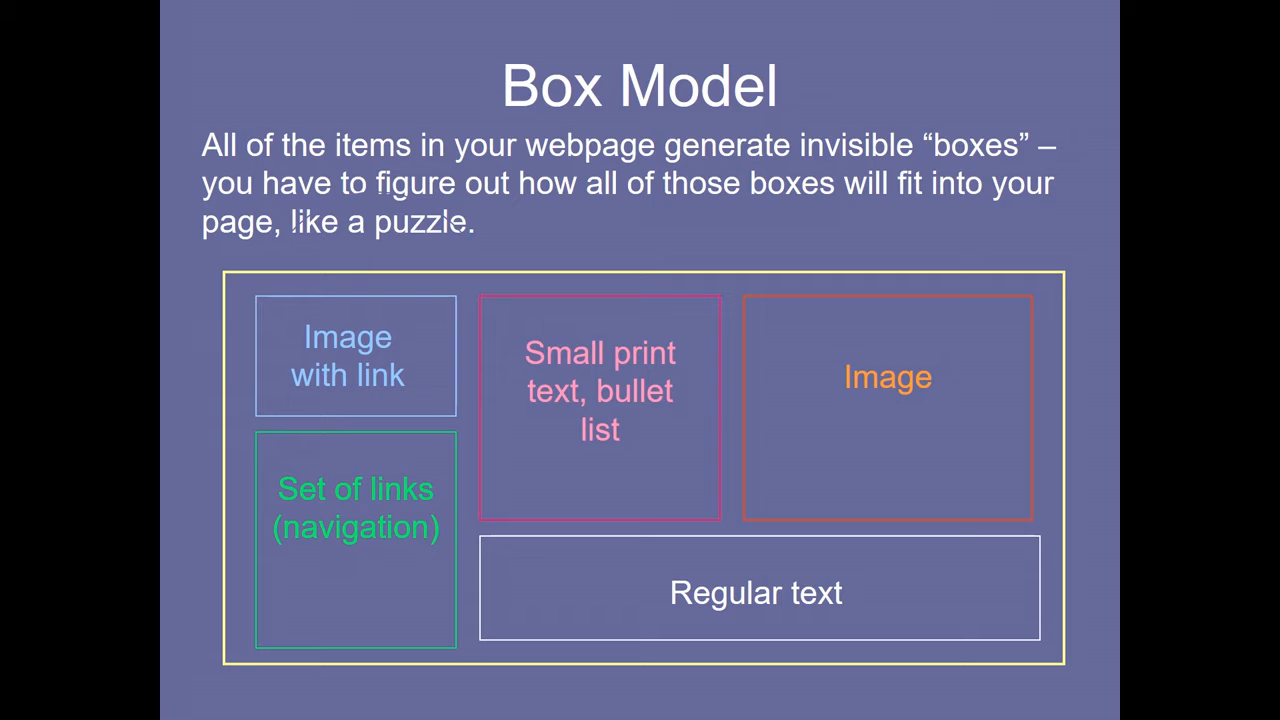 Box Model
All of the items in your webpage generate invisible “boxes” –
you have to figure out how all of those boxes will fit into your
page, like a puzzle.
Image
with link
Small print
text, bullet
list
Image
Set of links
(navigation)
Regular text